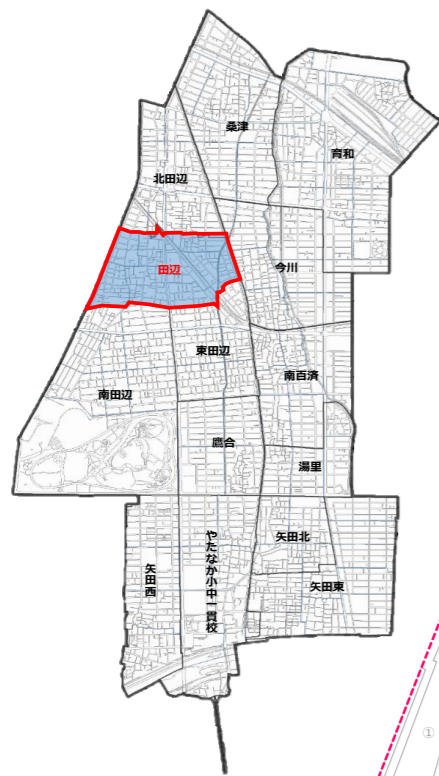 桑津
育和
北田辺
田辺
今川
東田辺
南百済
南田辺
鷹合
湯里
矢田北
やたなか小中一貫校
矢田西
矢田東
①